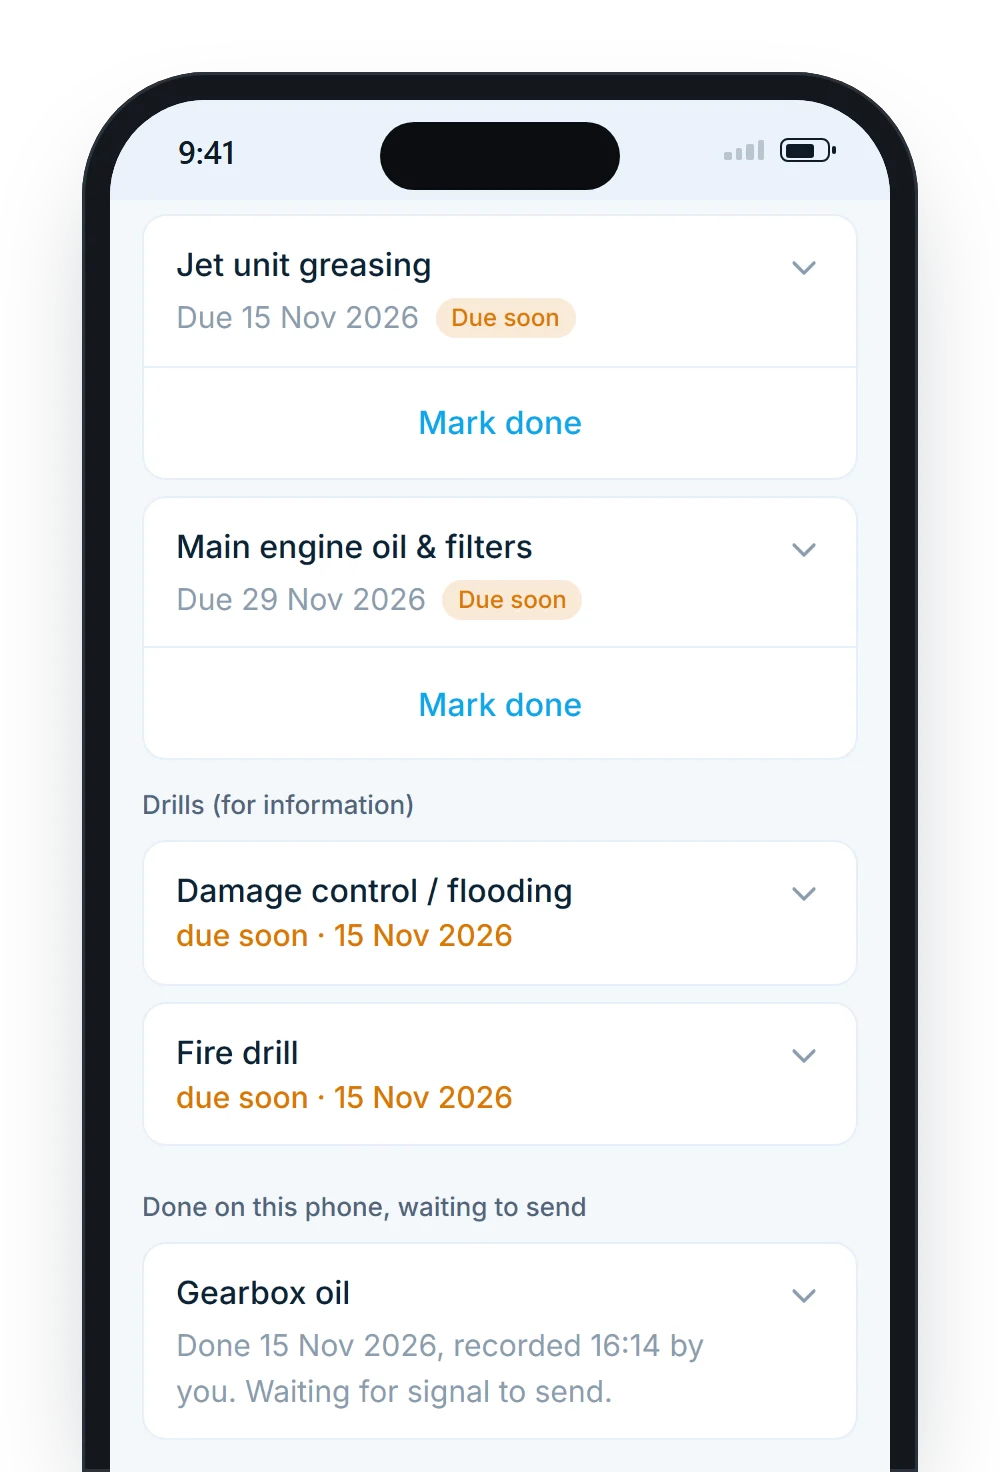 9:41
Jet unit greasing
Due 15 Nov 2026 Due soon
Mark done
Main engine oil & filters
Due 29 Nov 2026 Due soon
Mark done
Drills (for information)
Damage control / flooding
due soon · 15 Nov 2026
Fire drill
due soon · 15 Nov 2026
Done on this phone, waiting to send
Gearbox oil
Done 15 Nov 2026, recorded 16:14 by
you. Waiting for signal to send.